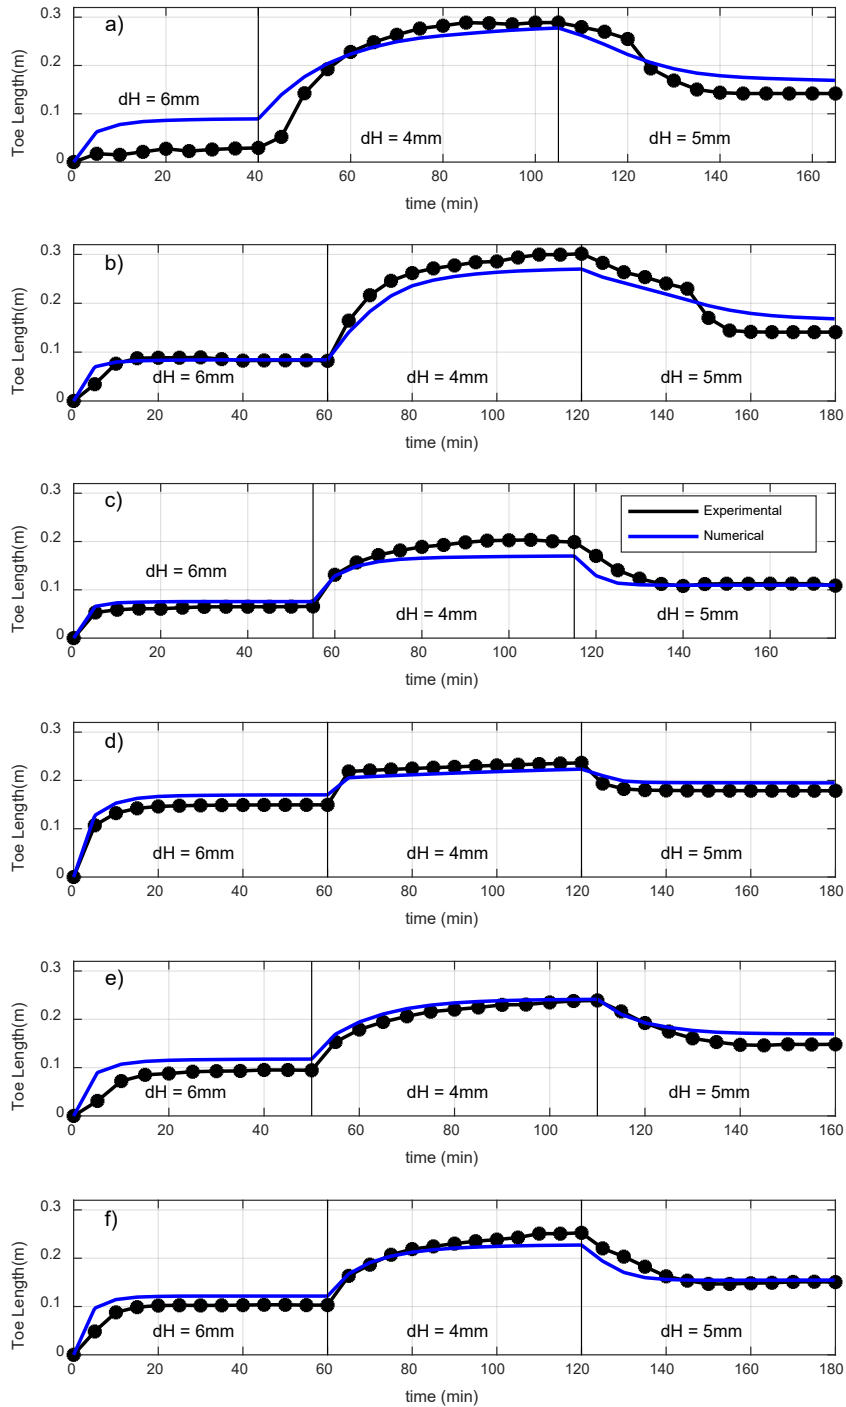 a)
0.3
0.2
0.1
0
Toe Length(m)
dH = 6mm
dH = 4mm
dH = 5mm
0 20 40 60 80 100 120 140 160
time (min)
b)
0.3
0.2
0.1
0
Toe Length(m)
dH = 6mm
dH = 4mm
dH = 5mm
0 20 40 60 80 100 120 140 160 180
time (min)
c)
0.3
0.2
0.1
0
Toe Length(m)
Experimental
Numerical
dH = 6mm
dH = 4mm
dH = 5mm
0 20 40 60 80 100 120 140 160
time (min)
d)
0.3
0.2
0.1
0
Toe Length(m)
dH = 6mm
dH = 4mm
dH = 5mm
0 20 40 60 80 100 120 140 160 180
time (min)
e)
0.3
0.2
0.1
0
Toe Length(m)
dH = 6mm
dH = 4mm
dH = 5mm
0 20 40 60 80 100 120 140 160
time (min)
f)
0.3
0.2
0.1
0
Toe Length(m)
dH = 6mm
dH = 4mm
dH = 5mm
0 20 40 60 80 100 120 140 160 180
time (min)